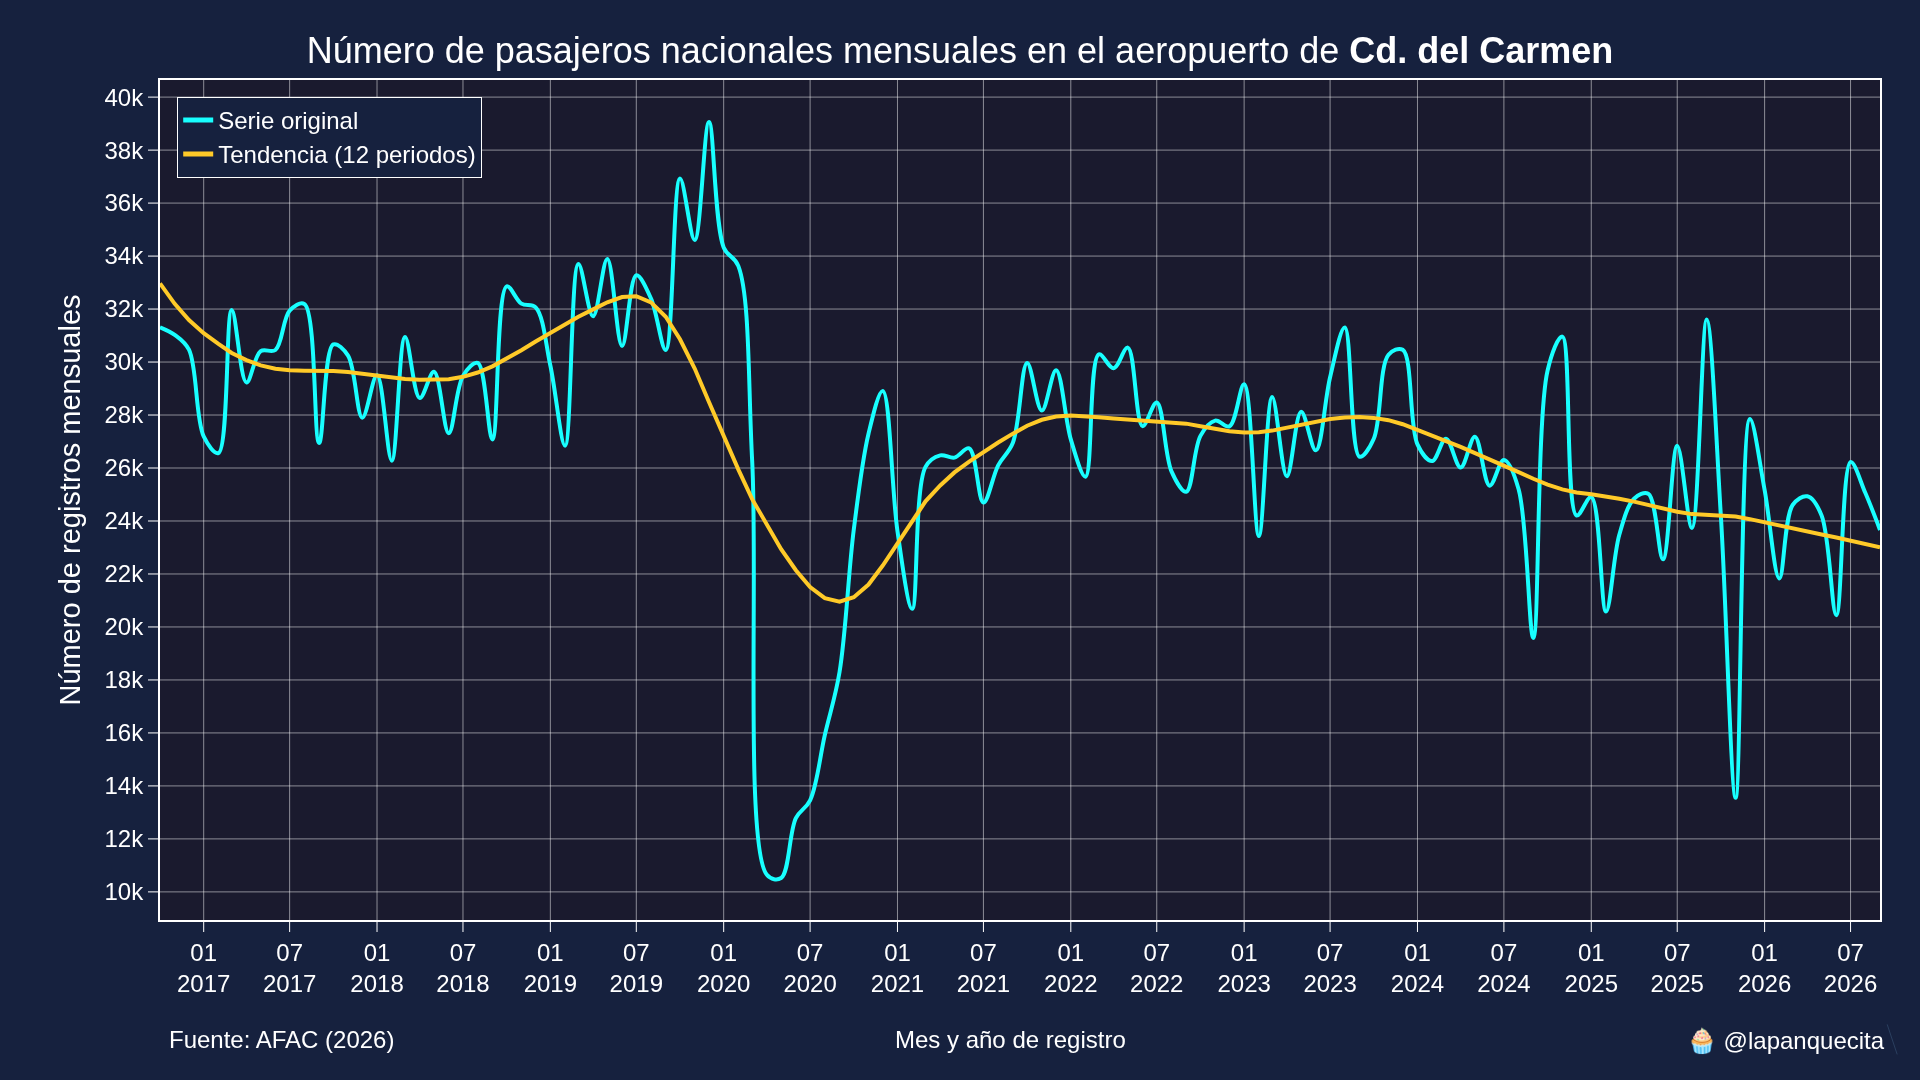 Número de pasajeros nacionales mensuales en el aeropuerto de Cd. del Carmen
Serie original
Tendencia (12 periodos)
Número de registros mensuales
40k
38k
36k
34k
32k
30k
28k
26k
24k
22k
20k
18k
16k
14k
12k
10k
01 07 01 07 01 07 01 07 01 07 01 07 01 07 01 07 01 07 01 07
2017 2017 2018 2018 2019 2019 2020 2020 2021 2021 2022 2022 2023 2023 2024 2024 2025 2025 2026 2026
Fuente: AFAC (2026)
Mes y año de registro
🧁 @lapanquecita